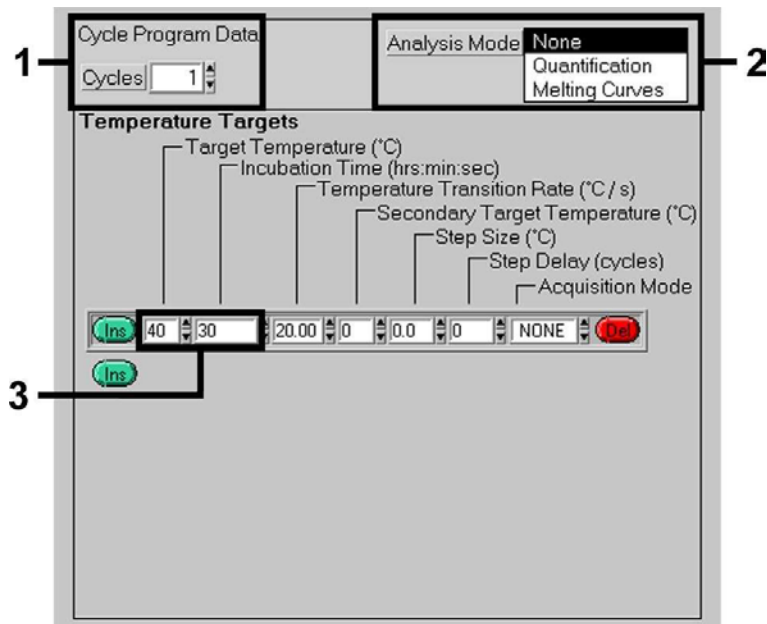 1
Cycle Program Data
Cycles 1
Analysis Mode None
Quantification
Melting Curves
2
Temperature Targets
Target Temperature (°C)
Incubation Time (hrs:min:sec)
Temperature Transition Rate (°C / s)
Secondary Target Temperature (°C)
Step Size (°C)
Step Delay (cycles)
Acquisition Mode
Ins 40 30 20.00 0 0.0 0 NONE Del
Ins
3